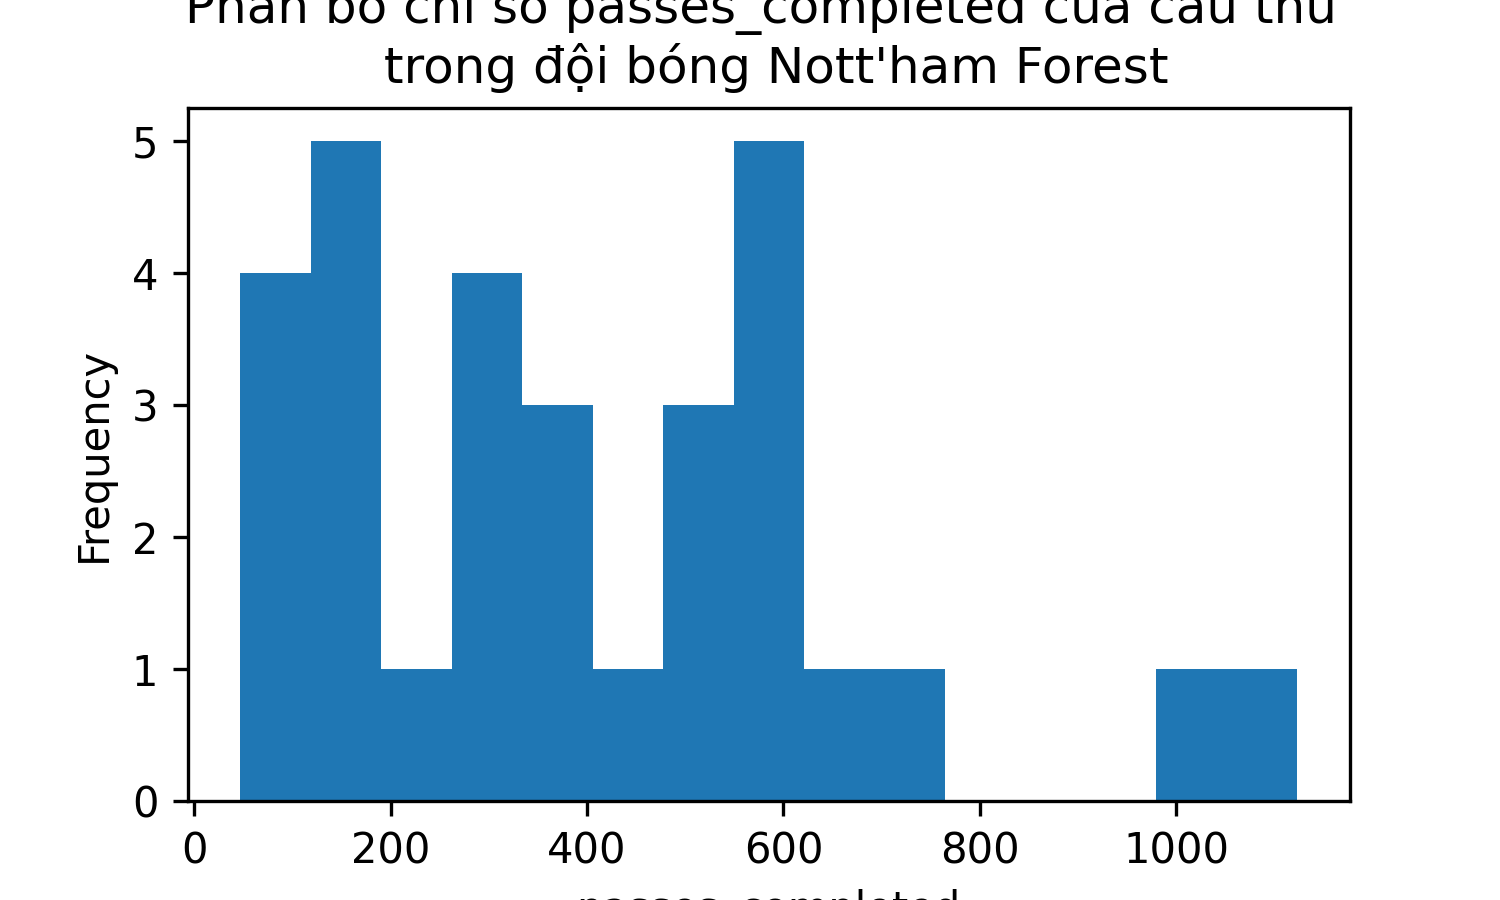 Phân bố chỉ số passes_completed của cầu thủ
trong đội bóng Nott'ham Forest
5
4
3
2
1
0
Frequency
0 200 400 600 800 1000
passes_completed